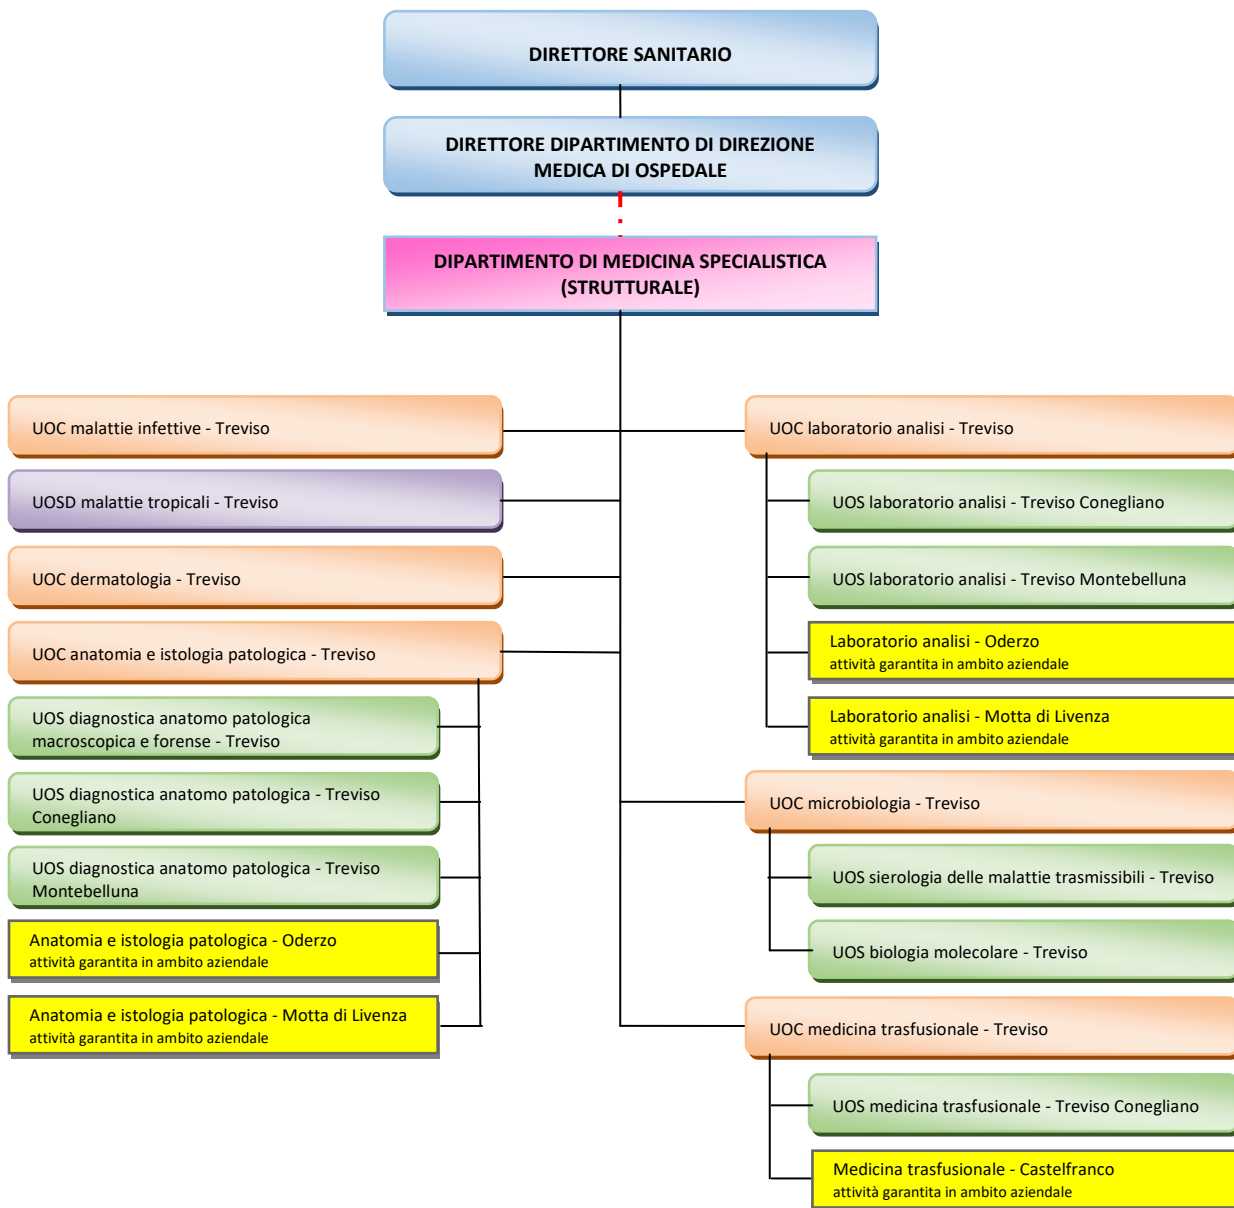 DIRETTORE SANITARIO
DIRETTORE DIPARTIMENTO DI DIREZIONE
MEDICA DI OSPEDALE
DIPARTIMENTO DI MEDICINA SPECIALISTICA
(STRUTTURALE)
UOC malattie infettive - Treviso
UOSD malattie tropicali - Treviso
UOC dermatologia - Treviso
UOC anatomia e istologia patologica - Treviso
UOS diagnostica anatomo patologica
macroscopica e forense - Treviso
UOS diagnostica anatomo patologica - Treviso
Conegliano
UOS diagnostica anatomo patologica - Treviso
Montebelluna
Anatomia e istologia patologica - Oderzo
attività garantita in ambito aziendale
Anatomia e istologia patologica - Motta di Livenza
attività garantita in ambito aziendale
UOC laboratorio analisi - Treviso
UOS laboratorio analisi - Treviso Conegliano
UOS laboratorio analisi - Treviso Montebelluna
Laboratorio analisi - Oderzo
attività garantita in ambito aziendale
Laboratorio analisi - Motta di Livenza
attività garantita in ambito aziendale
UOC microbiologia - Treviso
UOS sierologia delle malattie trasmissibili - Treviso
UOS biologia molecolare - Treviso
UOC medicina trasfusionale - Treviso
UOS medicina trasfusionale - Treviso Conegliano
Medicina trasfusionale - Castelfranco
attività garantita in ambito aziendale